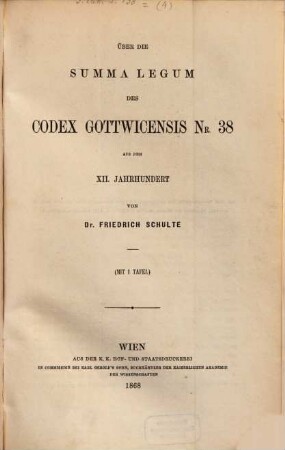 ÜBER DIE
SUMMA LEGUM
DES
CODEX GOTTWICENSIS NR. 38
AUS DEM
XII. JAHRHUNDERT
VON
Dr. FRIEDRICH SCHULTE
(MIT 1 TAFEL)
WIEN
AUS DER K. K. HOF- UND STAATSDRUCKEREI
IN COMMISSION BEI KARL GEROLD'S SOHN, BUCHHÄNDLER DER KAISERLICHEN AKADEMIE
DER WISSENSCHAFTEN
1868